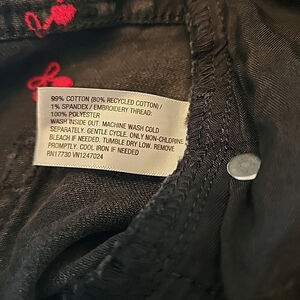 99% COTTON (80% RECYCLED COTTON) /
1% SPANDEX / EMBROIDERY THREAD:
100% POLYESTER
WASH INSIDE OUT. MACHINE WASH COLD
SEPARATELY. GENTLE CYCLE. ONLY NON-CHLORINE
BLEACH IF NEEDED. TUMBLE DRY LOW. REMOVE
PROMPTLY. COOL IRON IF NEEDED
RN17730 VN1247024